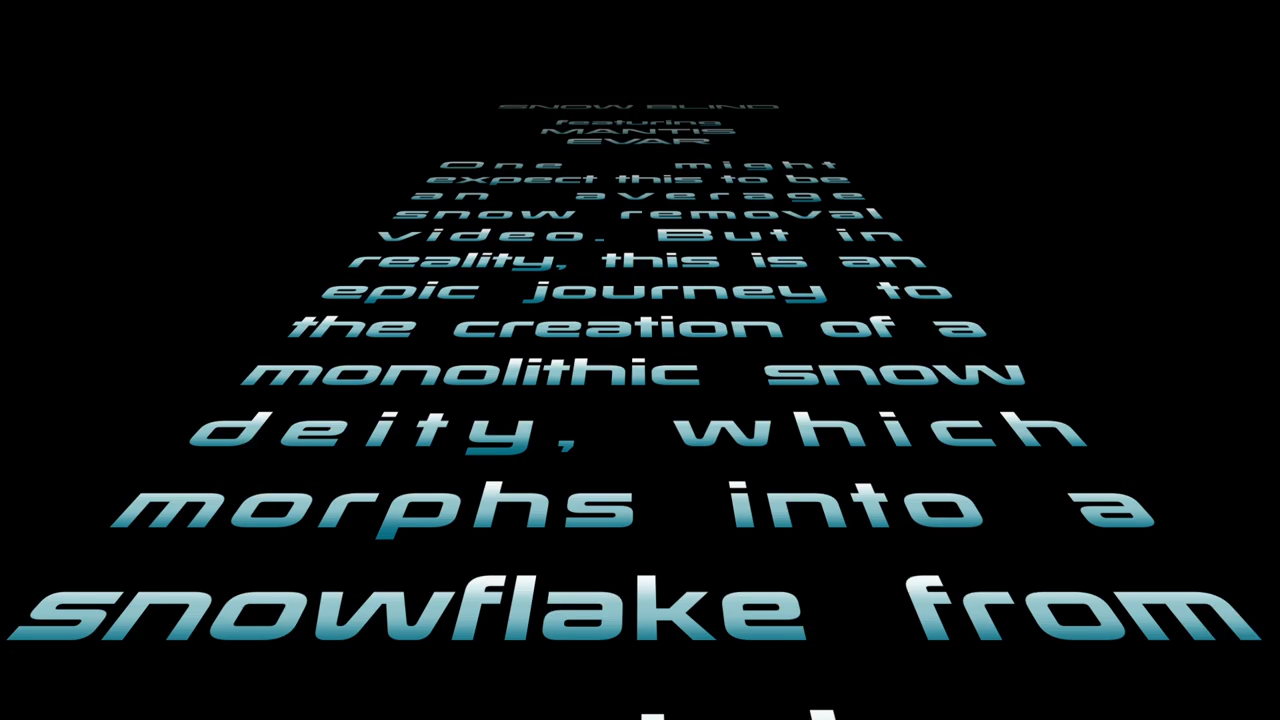 SNOW BLIND
featuring
MANTIS
EVAR
One might
expect this to be
an average
snow removal
video. But in
reality, this is an
epic journey to
the creation of a
monolithic snow
deity, which
morphs into a
snowflake from